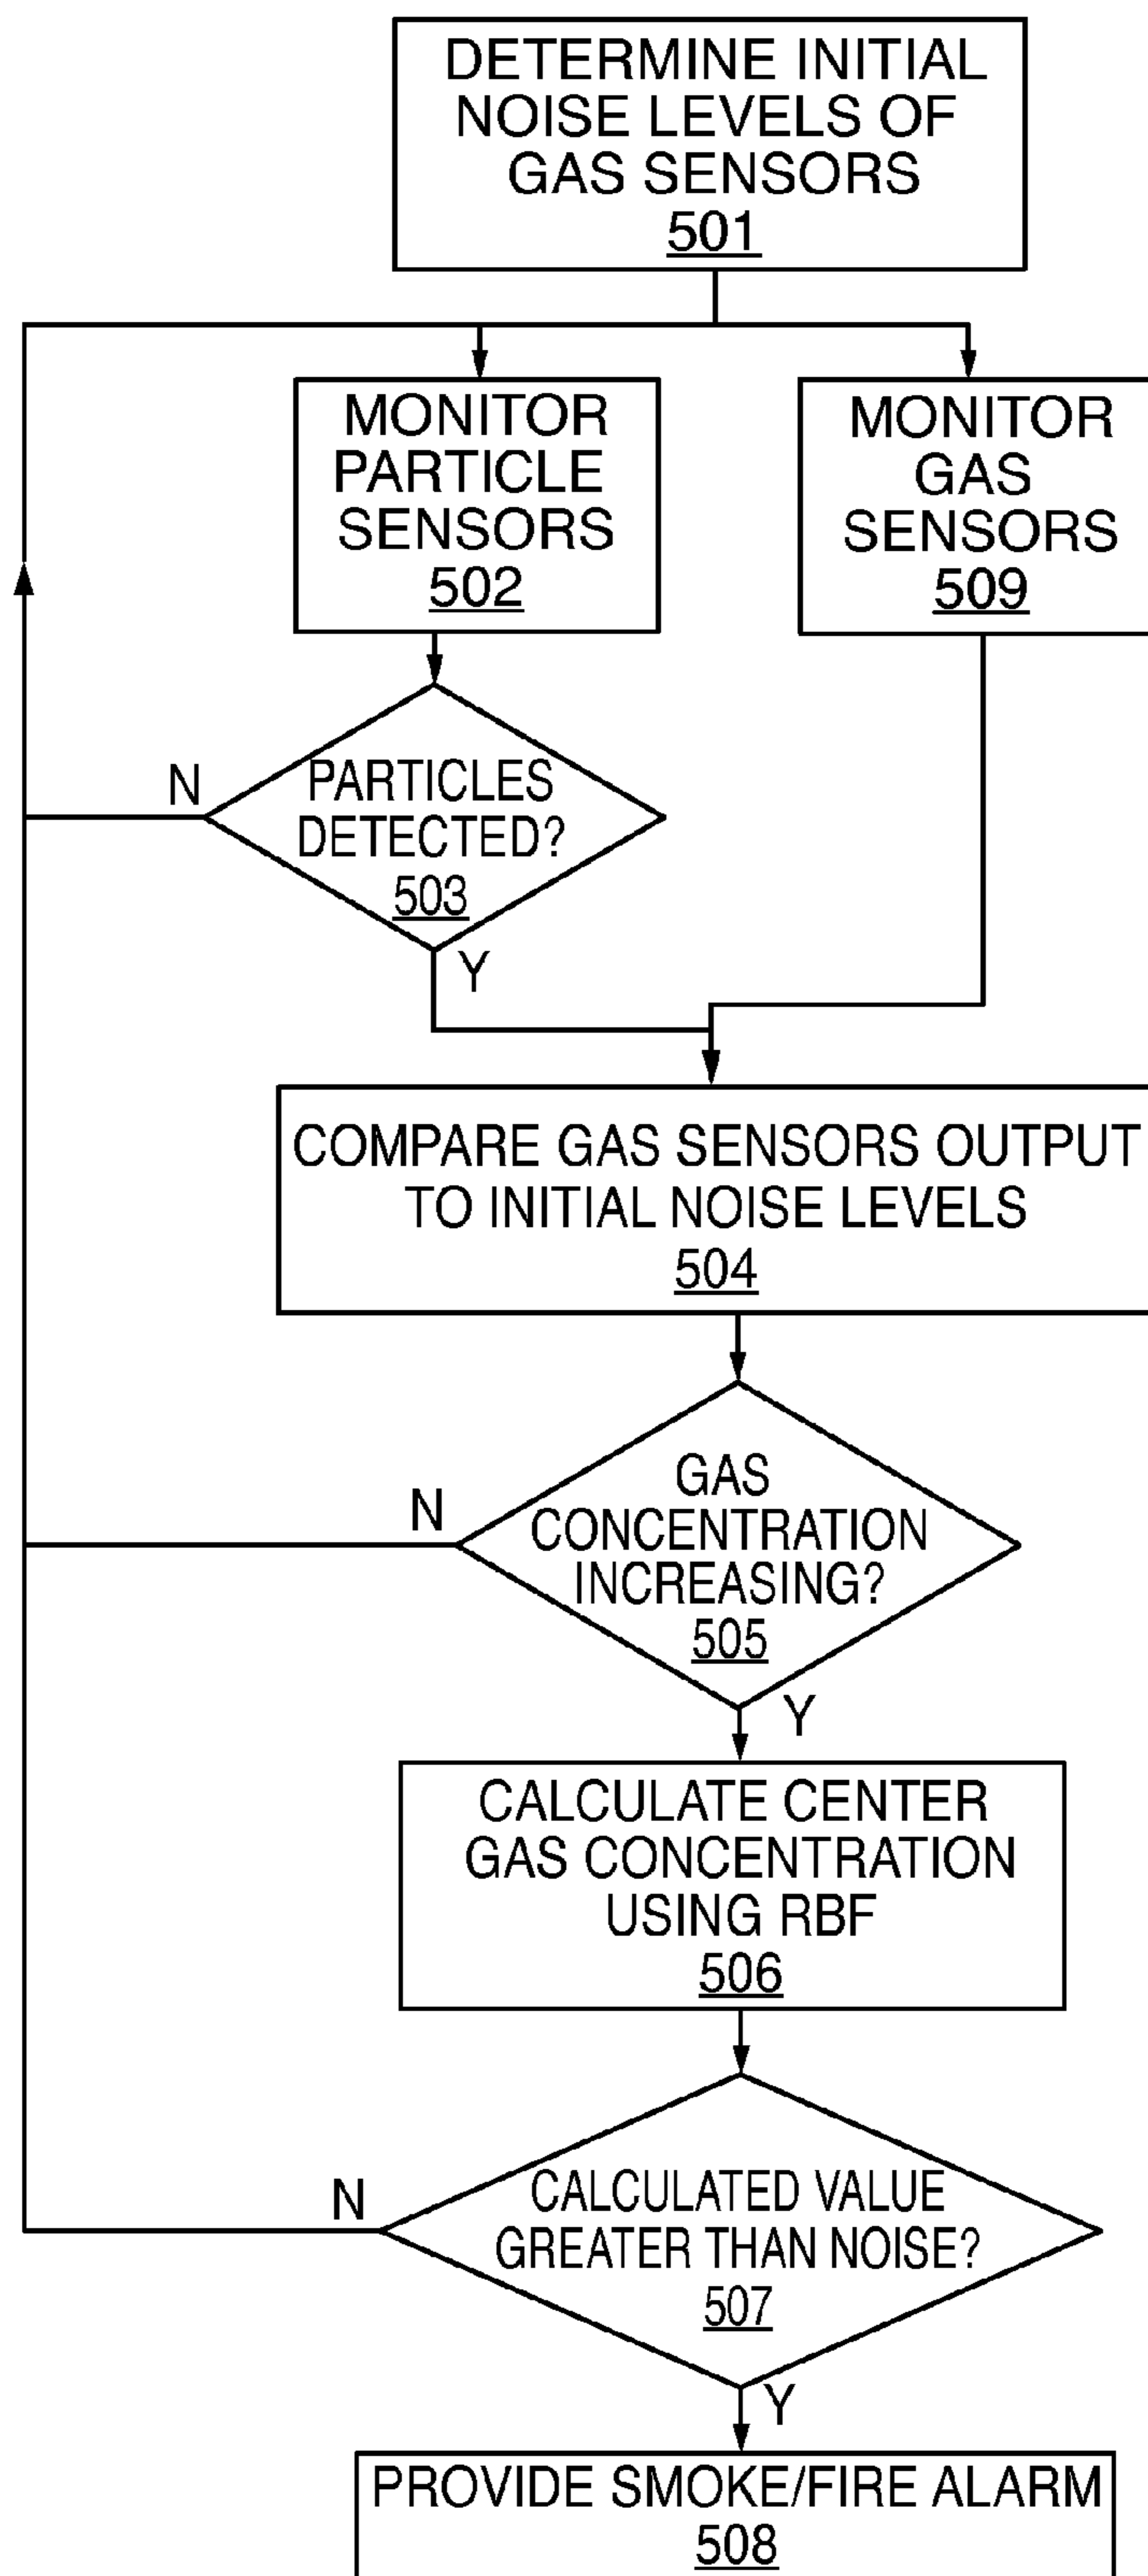 DETERMINE INITIAL
NOISE LEVELS OF
GAS SENSORS
501
MONITOR
PARTICLE
SENSORS
502
MONITOR
GAS
SENSORS
509
N
PARTICLES
DETECTED?
503
Y
COMPARE GAS SENSORS OUTPUT
TO INITIAL NOISE LEVELS
504
N
GAS
CONCENTRATION
INCREASING?
505
Y
CALCULATE CENTER
GAS CONCENTRATION
USING RBF
506
N
CALCULATED VALUE
GREATER THAN NOISE?
507
Y
PROVIDE SMOKE/FIRE ALARM
508